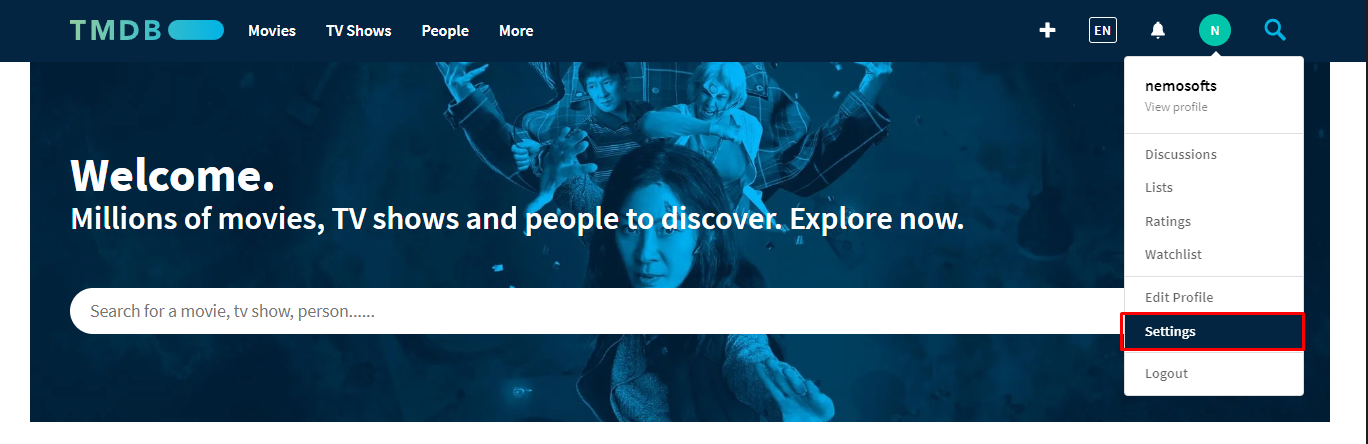 TMDB Movies TV Shows People More EN N
nemosofts
View profile
Welcome.
Millions of movies, TV shows and people to discover. Explore now.
Search for a movie, tv show, person......
Discussions
Lists
Ratings
Watchlist
Edit Profile
Settings
Logout